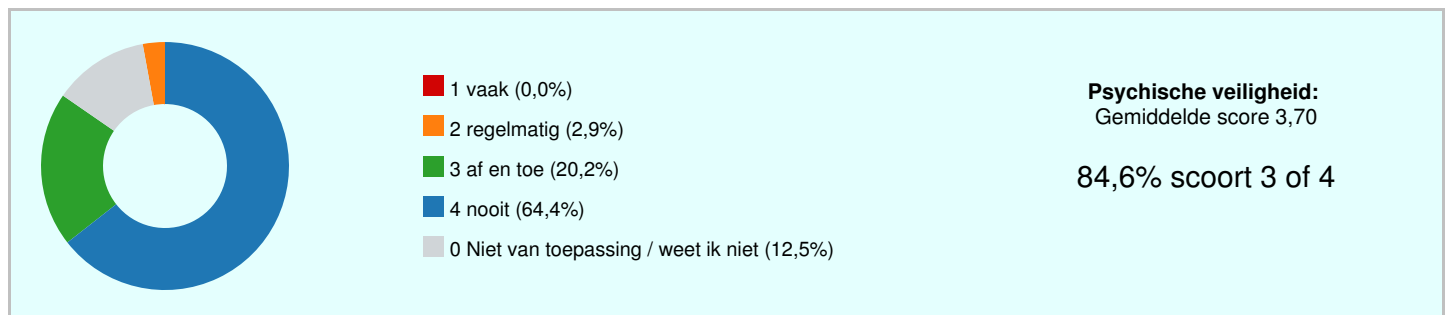 1 vaak (0,0%)
2 regelmatig (2,9%)
3 af en toe (20,2%)
4 nooit (64,4%)
0 Niet van toepassing / weet ik niet (12,5%)
Psychische veiligheid:
Gemiddelde score 3,70
84,6% scoort 3 of 4